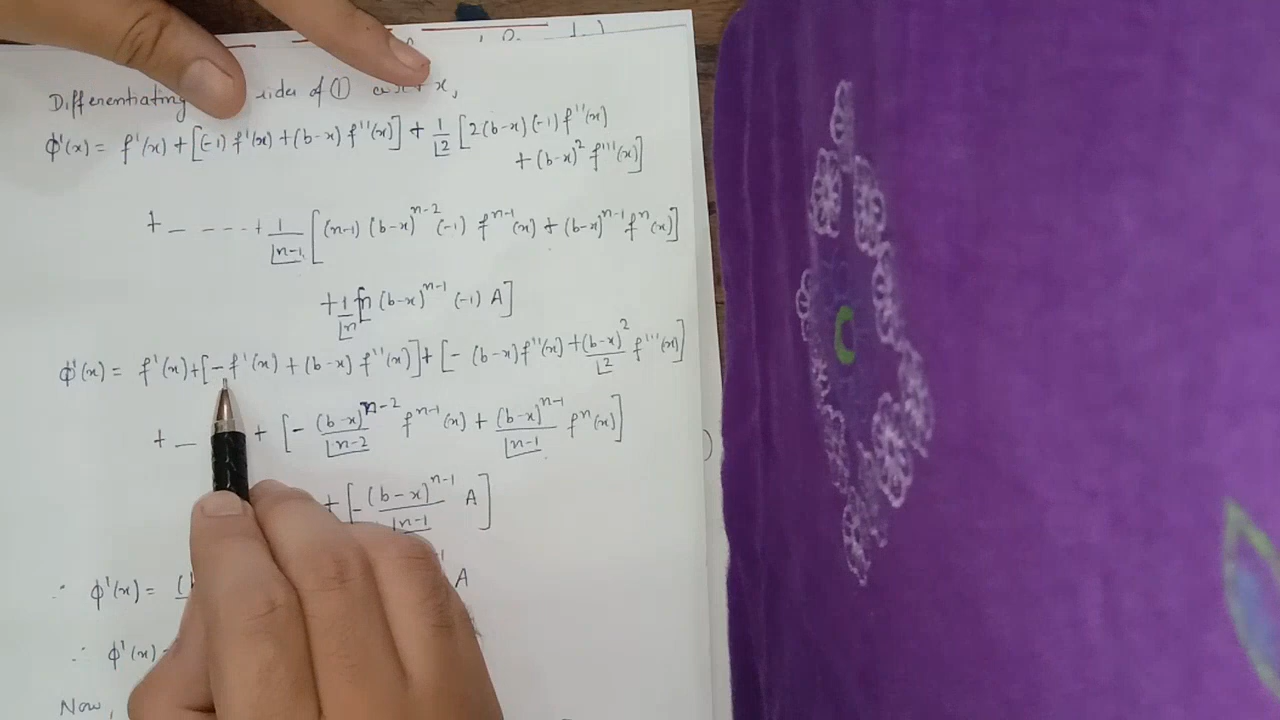 Differentiating sides of ① w.r.t x,
ϕ'(x) = f'(x) + [(-1) f'(x) + (b-x) f''(x)] + 1/⌊2 [2(b-x)(-1) f''(x)
+ (b-x)² f'''(x)]
+ - - - - - + 1/⌊n-1 [(n-1) (b-x)^{n-2} (-1) f^{n-1}(x) + (b-x)^{n-1} f^n(x)]
+ 1/⌊n [n (b-x)^{n-1} (-1) A]
ϕ'(x) = f'(x) + [- f'(x) + (b-x) f''(x)] + [- (b-x) f''(x) + (b-x)²/⌊2 f'''(x)]
+ - + [- (b-x)^{n-2}/⌊n-2 f^{n-1}(x) + (b-x)^{n-1}/⌊n-1 f^n(x)]
+ [- (b-x)^{n-1}/⌊n-1 A]
∴ ϕ'(x) = A
∴ ϕ'(x) =
Now,